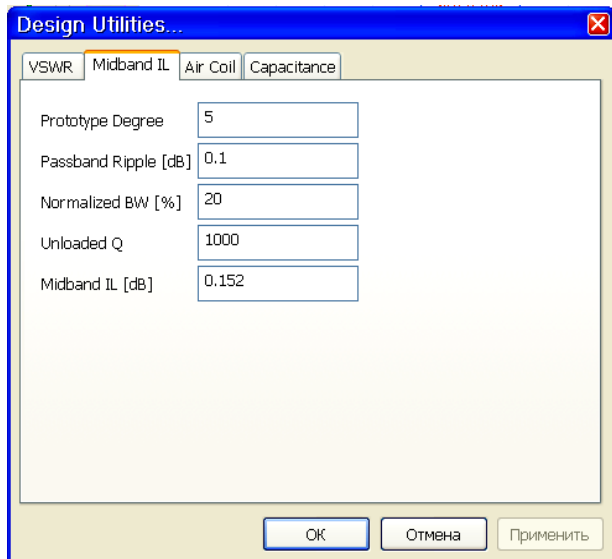 Design Utilities...
VSWR Midband IL Air Coil Capacitance
Prototype Degree 5
Passband Ripple [dB] 0.1
Normalized BW [%] 20
Unloaded Q 1000
Midband IL [dB] 0.152
ОК Отмена Применить